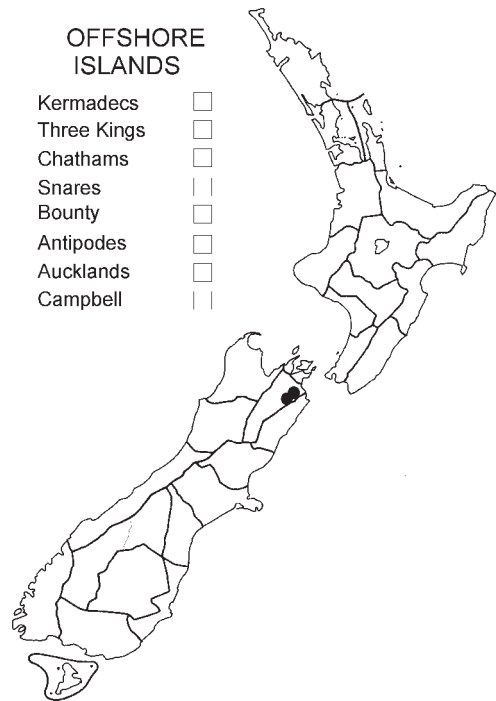 OFFSHORE
ISLANDS
Kermadecs
Three Kings
Chathams
Snares
Bounty
Antipodes
Aucklands
Campbell